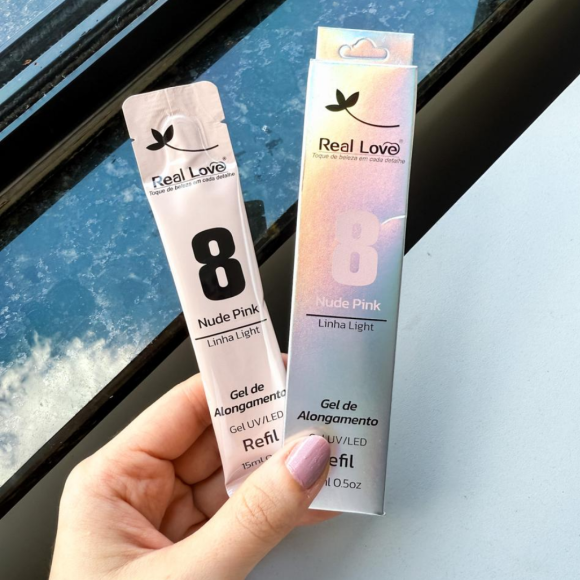 Real Love®
Toque de beleza em cada detalhe
8
Nude Pink
Linha Light
Gel de
Alongamento
Gel UV/LED
Refil
15ml
Real Love®
Toque de beleza em cada detalhe
8
Nude Pink
Linha Light
Gel de
Alongamento
UV/LED
efil
0.5oz